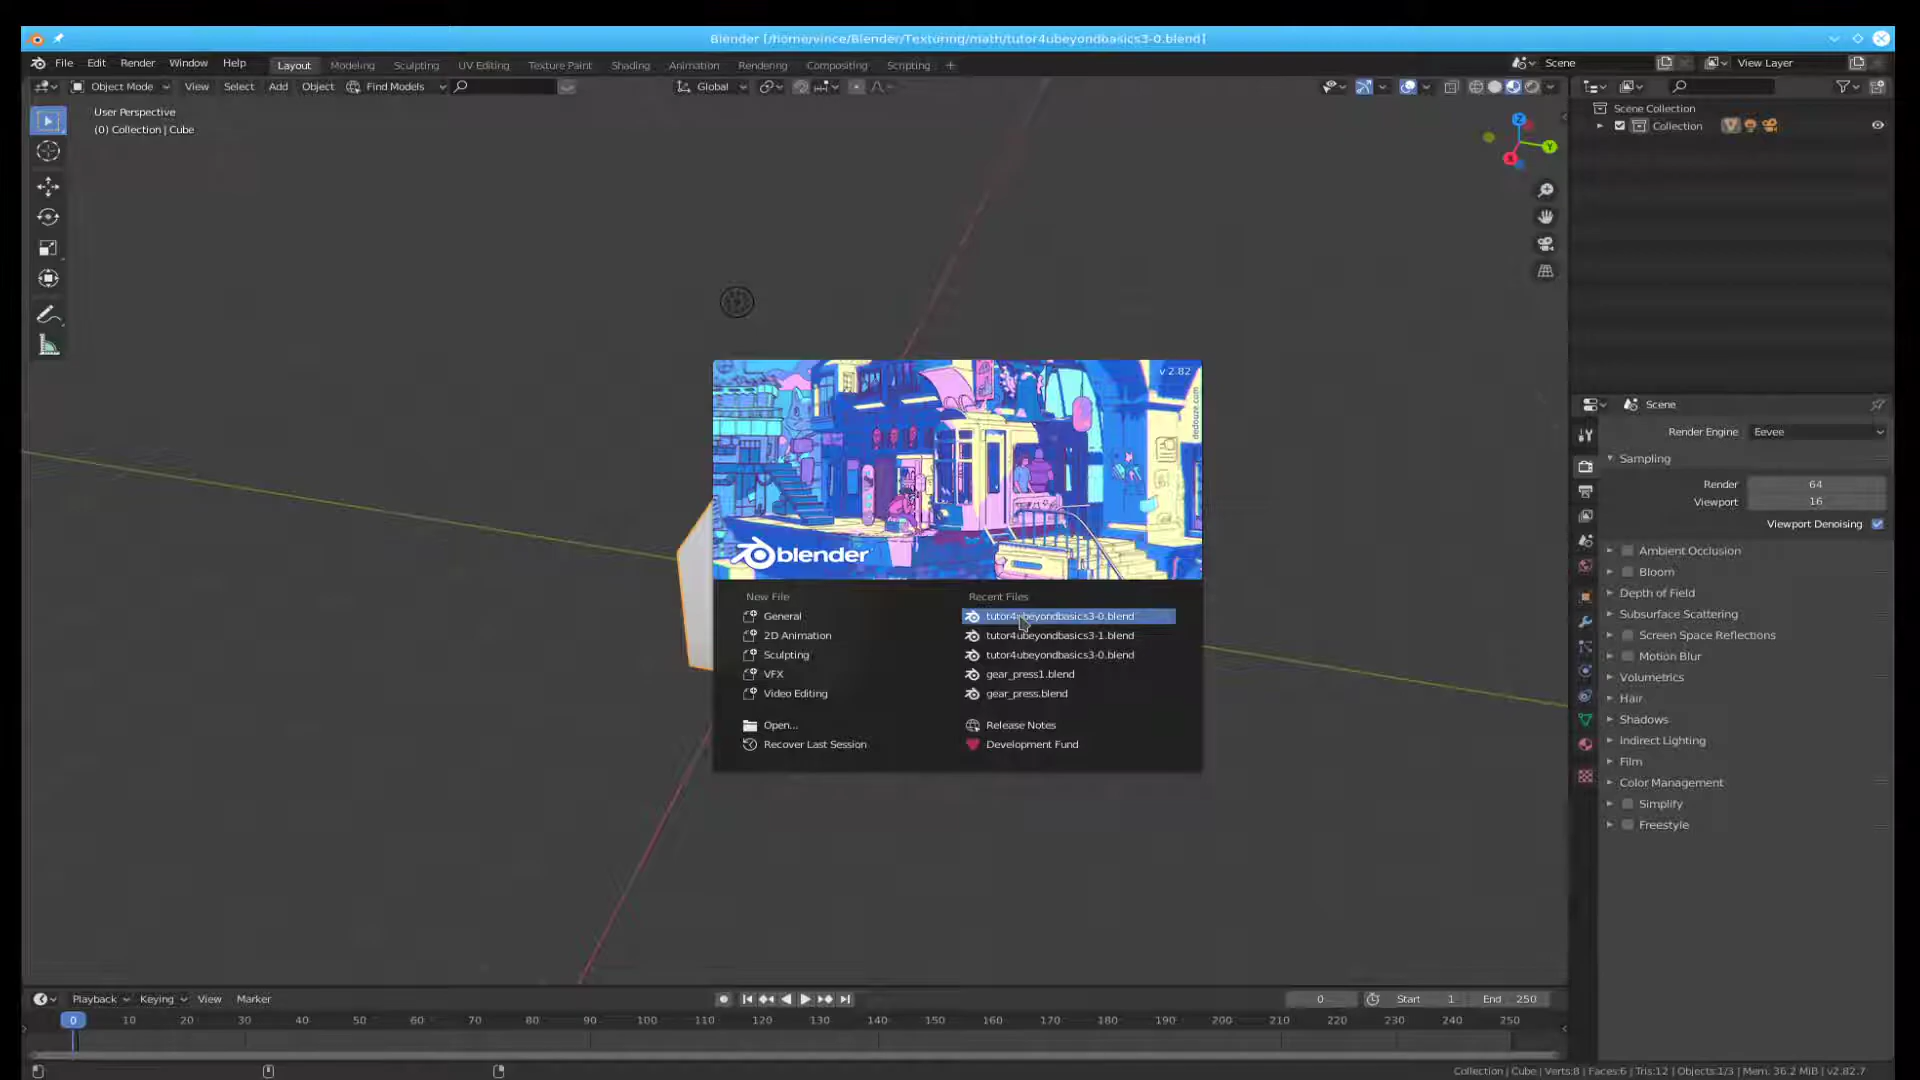 Blender [/home/vince/Blender/Texturing/math/tutor4ubeyondbasics3-0.blend]
File Edit Render Window Help Layout Modeling Sculpting UV Editing Texture Paint Shading Animation Rendering Compositing Scripting + Scene View Layer
Object Mode View Select Add Object Find Models Global
User Perspective
(0) Collection | Cube
Z
Y
X
Scene Collection
Collection
v 2.82
dedouze.com
blender
New File
General
2D Animation
Sculpting
VFX
Video Editing
Open...
Recover Last Session
Recent Files
tutor4ubeyondbasics3-0.blend
tutor4ubeyondbasics3-1.blend
tutor4ubeyondbasics3-0.blend
gear_press1.blend
gear_press.blend
Release Notes
Development Fund
Scene
Render Engine Eevee
Sampling
Render 64
Viewport 16
Viewport Denoising
Ambient Occlusion
Bloom
Depth of Field
Subsurface Scattering
Screen Space Reflections
Motion Blur
Volumetrics
Hair
Shadows
Indirect Lighting
Film
Color Management
Simplify
Freestyle
Playback Keying View Marker 0 Start 1 End 250
0 10 20 30 40 50 60 70 80 90 100 110 120 130 140 150 160 170 180 190 200 210 220 230 240 250
Collection | Cube | Verts:8 | Faces:6 | Tris:12 | Objects:1/3 | Mem. 36.2 MiB | v2.82.7